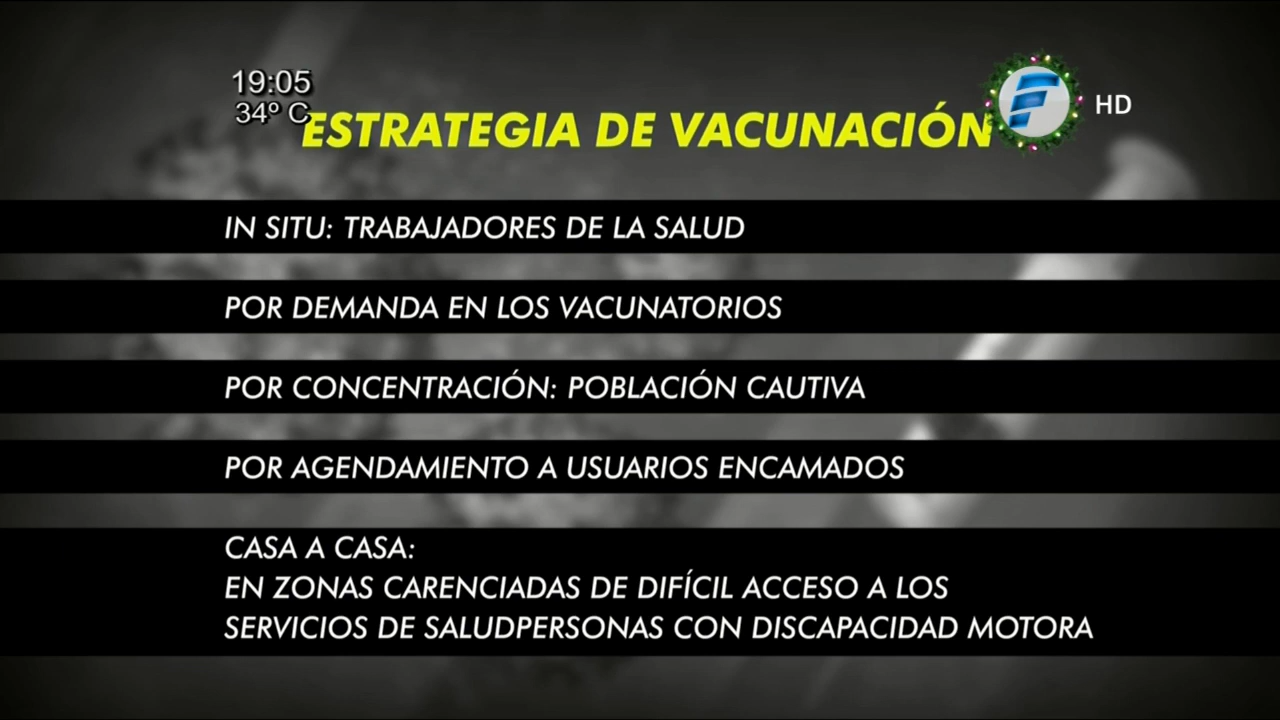 19:05
34º C
ESTRATEGIA DE VACUNACIÓN
HD
IN SITU: TRABAJADORES DE LA SALUD
POR DEMANDA EN LOS VACUNATORIOS
POR CONCENTRACIÓN: POBLACIÓN CAUTIVA
POR AGENDAMIENTO A USUARIOS ENCAMADOS
CASA A CASA:
EN ZONAS CARENCIADAS DE DIFÍCIL ACCESO A LOS
SERVICIOS DE SALUDPERSONAS CON DISCAPACIDAD MOTORA